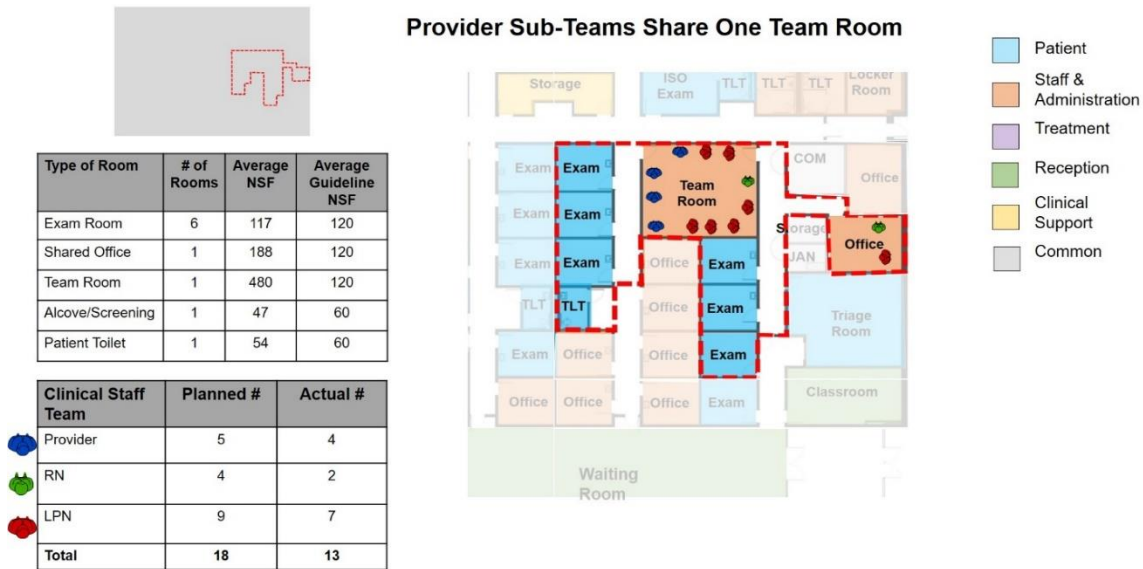 Provider Sub-Teams Share One Team Room
Type of Room # of Rooms Average NSF Average Guideline NSF
Exam Room 6 117 120
Shared Office 1 188 120
Team Room 1 480 120
Alcove/Screening 1 47 60
Patient Toilet 1 54 60
Clinical Staff Team Planned # Actual #
Provider 5 4
RN 4 2
LPN 9 7
Total 18 13
Storage ISO Exam TLT TLT TLT Locker Room
Exam Exam Team Room COM Office
Exam Exam Storage Office
Exam Exam Office Exam JAN
TLT TLT Office Exam Triage Room
Exam Office Office Exam
Office Office Office Exam Classroom
Waiting Room
Patient
Staff & Administration
Treatment
Reception
Clinical Support
Common